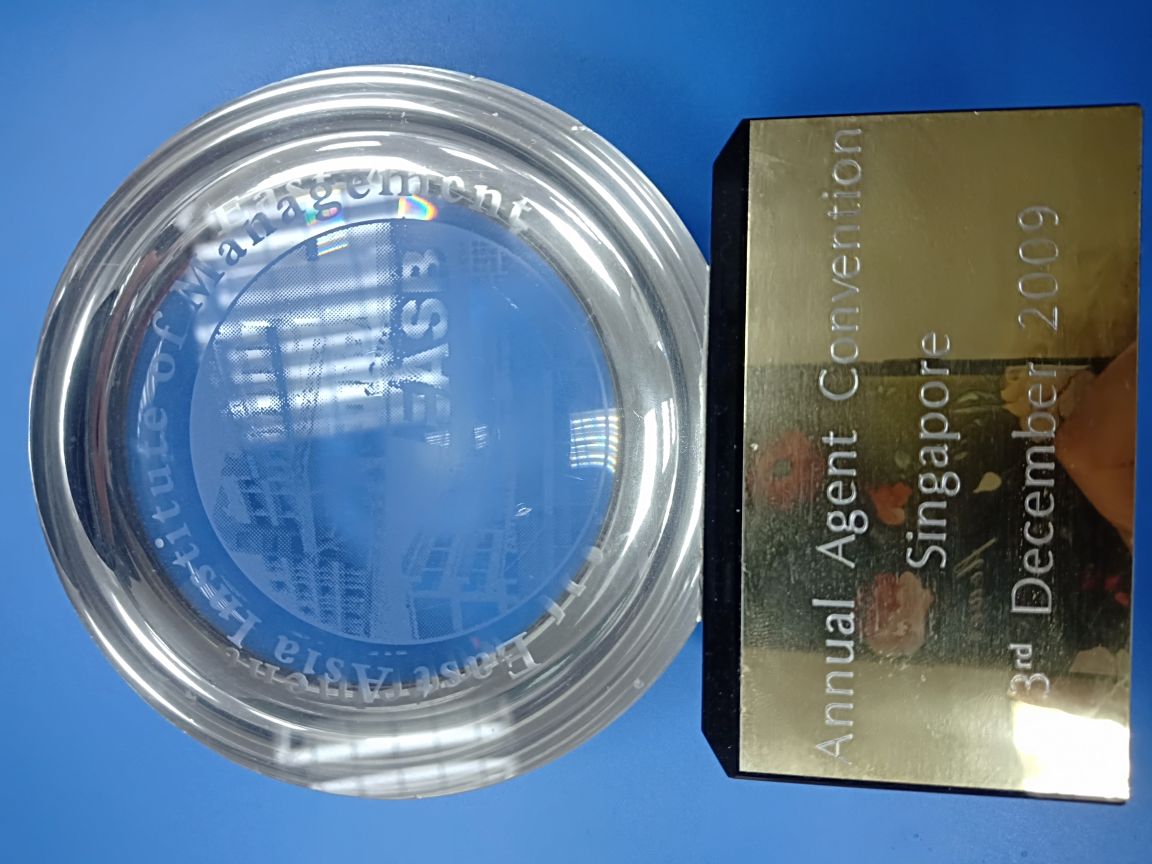 East Asia Institute of Management
EASB
Annual Agent Convention
Singapore
3rd December 2009